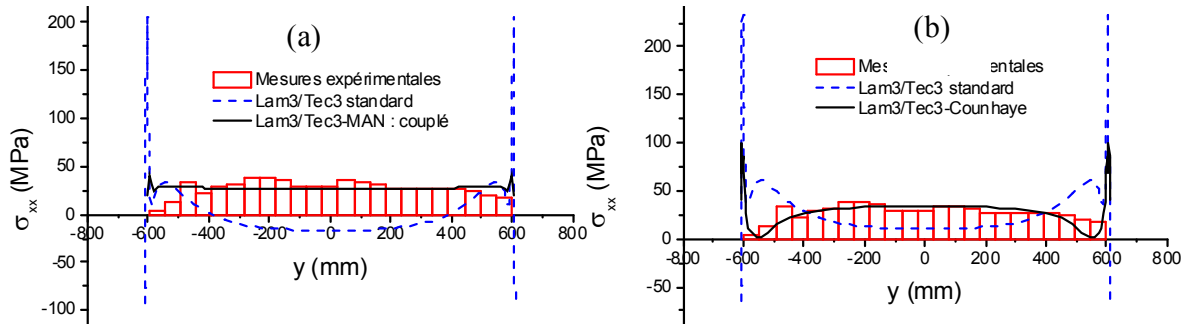 (a)
Mesures expérimentales
Lam3/Tec3 standard
Lam3/Tec3-MAN : couplé
σxx (MPa)
200
150
100
50
0
-50
-100
-800 -600 -400 -200 0 200 400 600 800
y (mm)
(b)
entales
Lam3/Tec3 standard
Lam3/Tec3-Counhaye
σxx (MPa)
200
150
100
50
0
-50
-800 -600 -400 -200 0 200 400 600 800
y (mm)